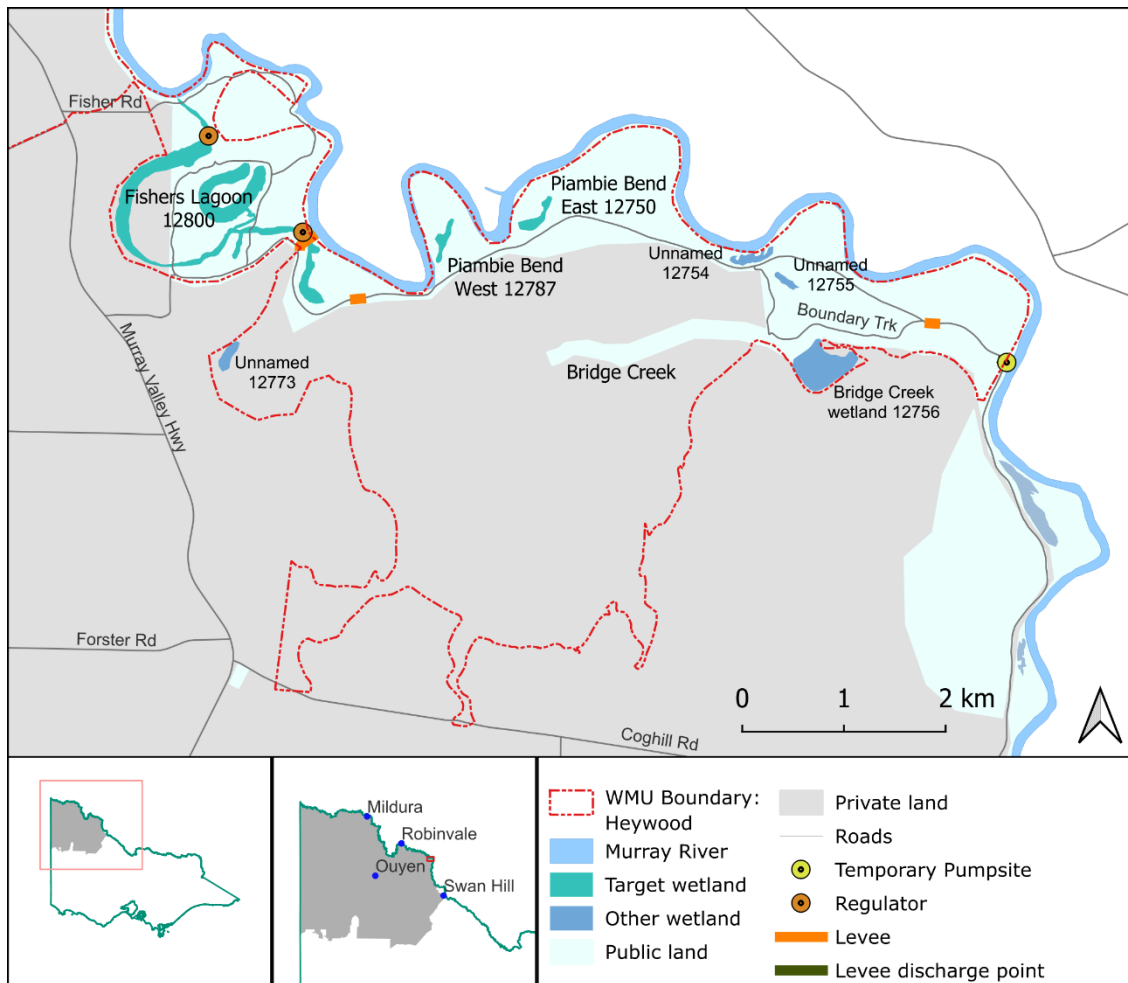 Fisher Rd
Fishers Lagoon
12800
Piambie Bend
East 12750
Unnamed
12754
Unnamed
12755
Piambie Bend
West 12787
Boundary Trk
Murray Valley Hwy
Unnamed
12773
Bridge Creek
Bridge Creek
wetland 12756
Forster Rd
0 1 2 km
Coghill Rd
Mildura
Robinvale
Ouyen
Swan Hill
WMU Boundary:
Heywood
Murray River
Target wetland
Other wetland
Public land
Private land
Roads
Temporary Pumpsite
Regulator
Levee
Levee discharge point